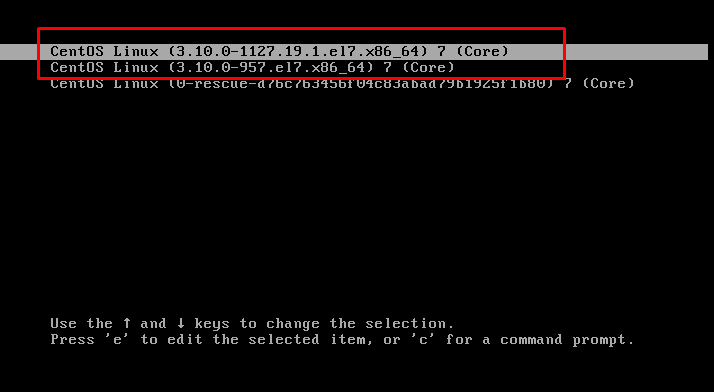 CentOS Linux (3.10.0-1127.19.1.el7.x86_64) 7 (Core)
CentOS Linux (3.10.0-957.el7.x86_64) 7 (Core)
CentOS Linux (0-rescue-d76c763456f04c83abad79b1925f1b80) 7 (Core)
Use the ↑ and ↓ keys to change the selection.
Press 'e' to edit the selected item, or 'c' for a command prompt.